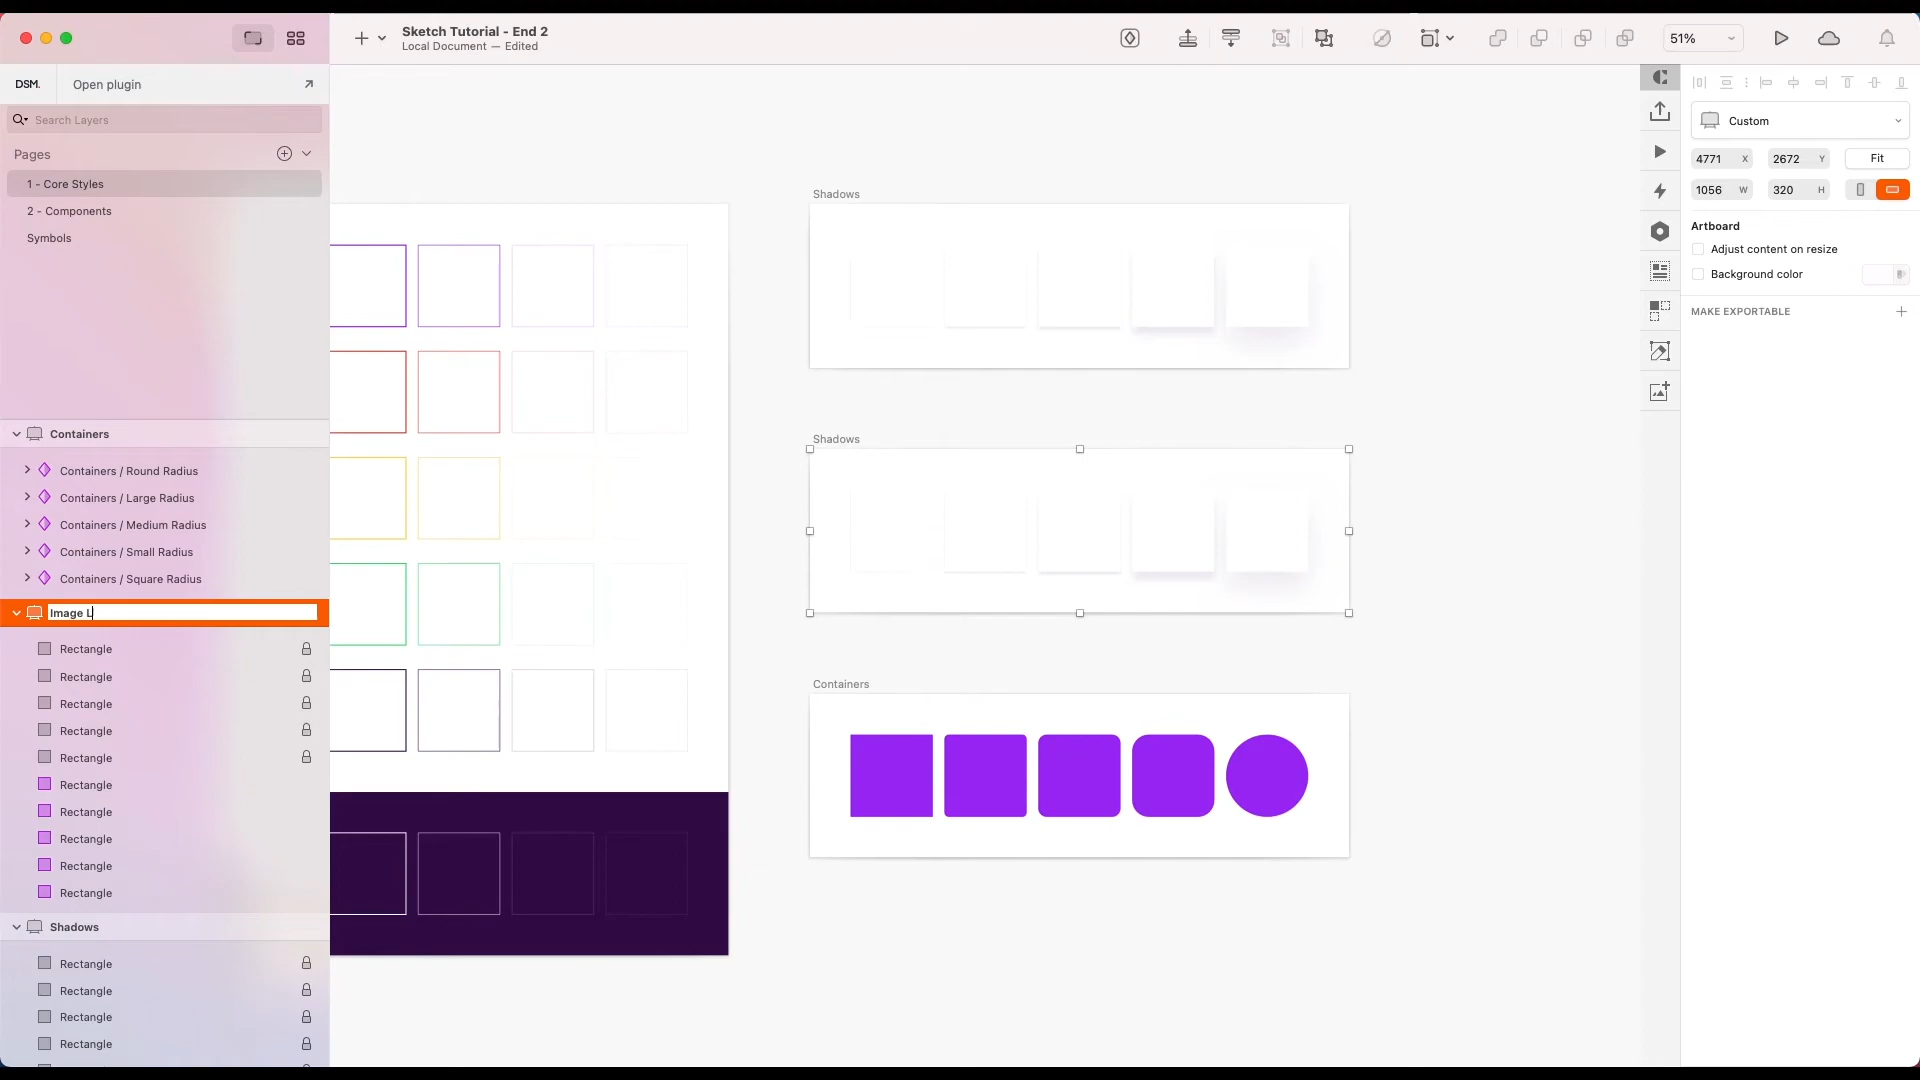 Sketch Tutorial - End 2
Local Document — Edited
51%
DSM.
Open plugin
Search Layers
Pages
1 - Core Styles
2 - Components
Symbols
Containers
Containers / Round Radius
Containers / Large Radius
Containers / Medium Radius
Containers / Small Radius
Containers / Square Radius
Image L
Rectangle
Rectangle
Rectangle
Rectangle
Rectangle
Rectangle
Rectangle
Rectangle
Rectangle
Rectangle
Shadows
Rectangle
Rectangle
Rectangle
Rectangle
Shadows
Shadows
Containers
Custom
4771 X
2672 Y
Fit
1056 W
320 H
Artboard
Adjust content on resize
Background color
MAKE EXPORTABLE